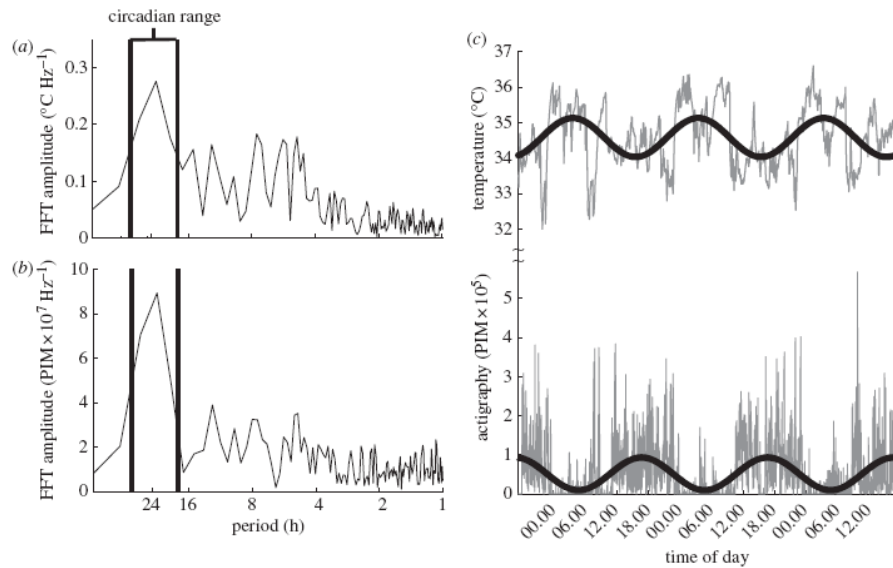 circadian range
(a)
0.3
0.2
0.1
0
FFT amplitude (°C Hz⁻¹)
(b)
10
8
6
4
2
0
FFT amplitude (PIM × 10⁷ Hz⁻¹)
24 16 8 4 2 1
period (h)
(c)
37
36
35
34
33
32
temperature (°C)
5
4
3
2
1
0
actigraphy (PIM × 10⁵)
00.00 06.00 12.00 18.00 00.00 06.00 12.00 18.00 00.00 06.00 12.00
time of day